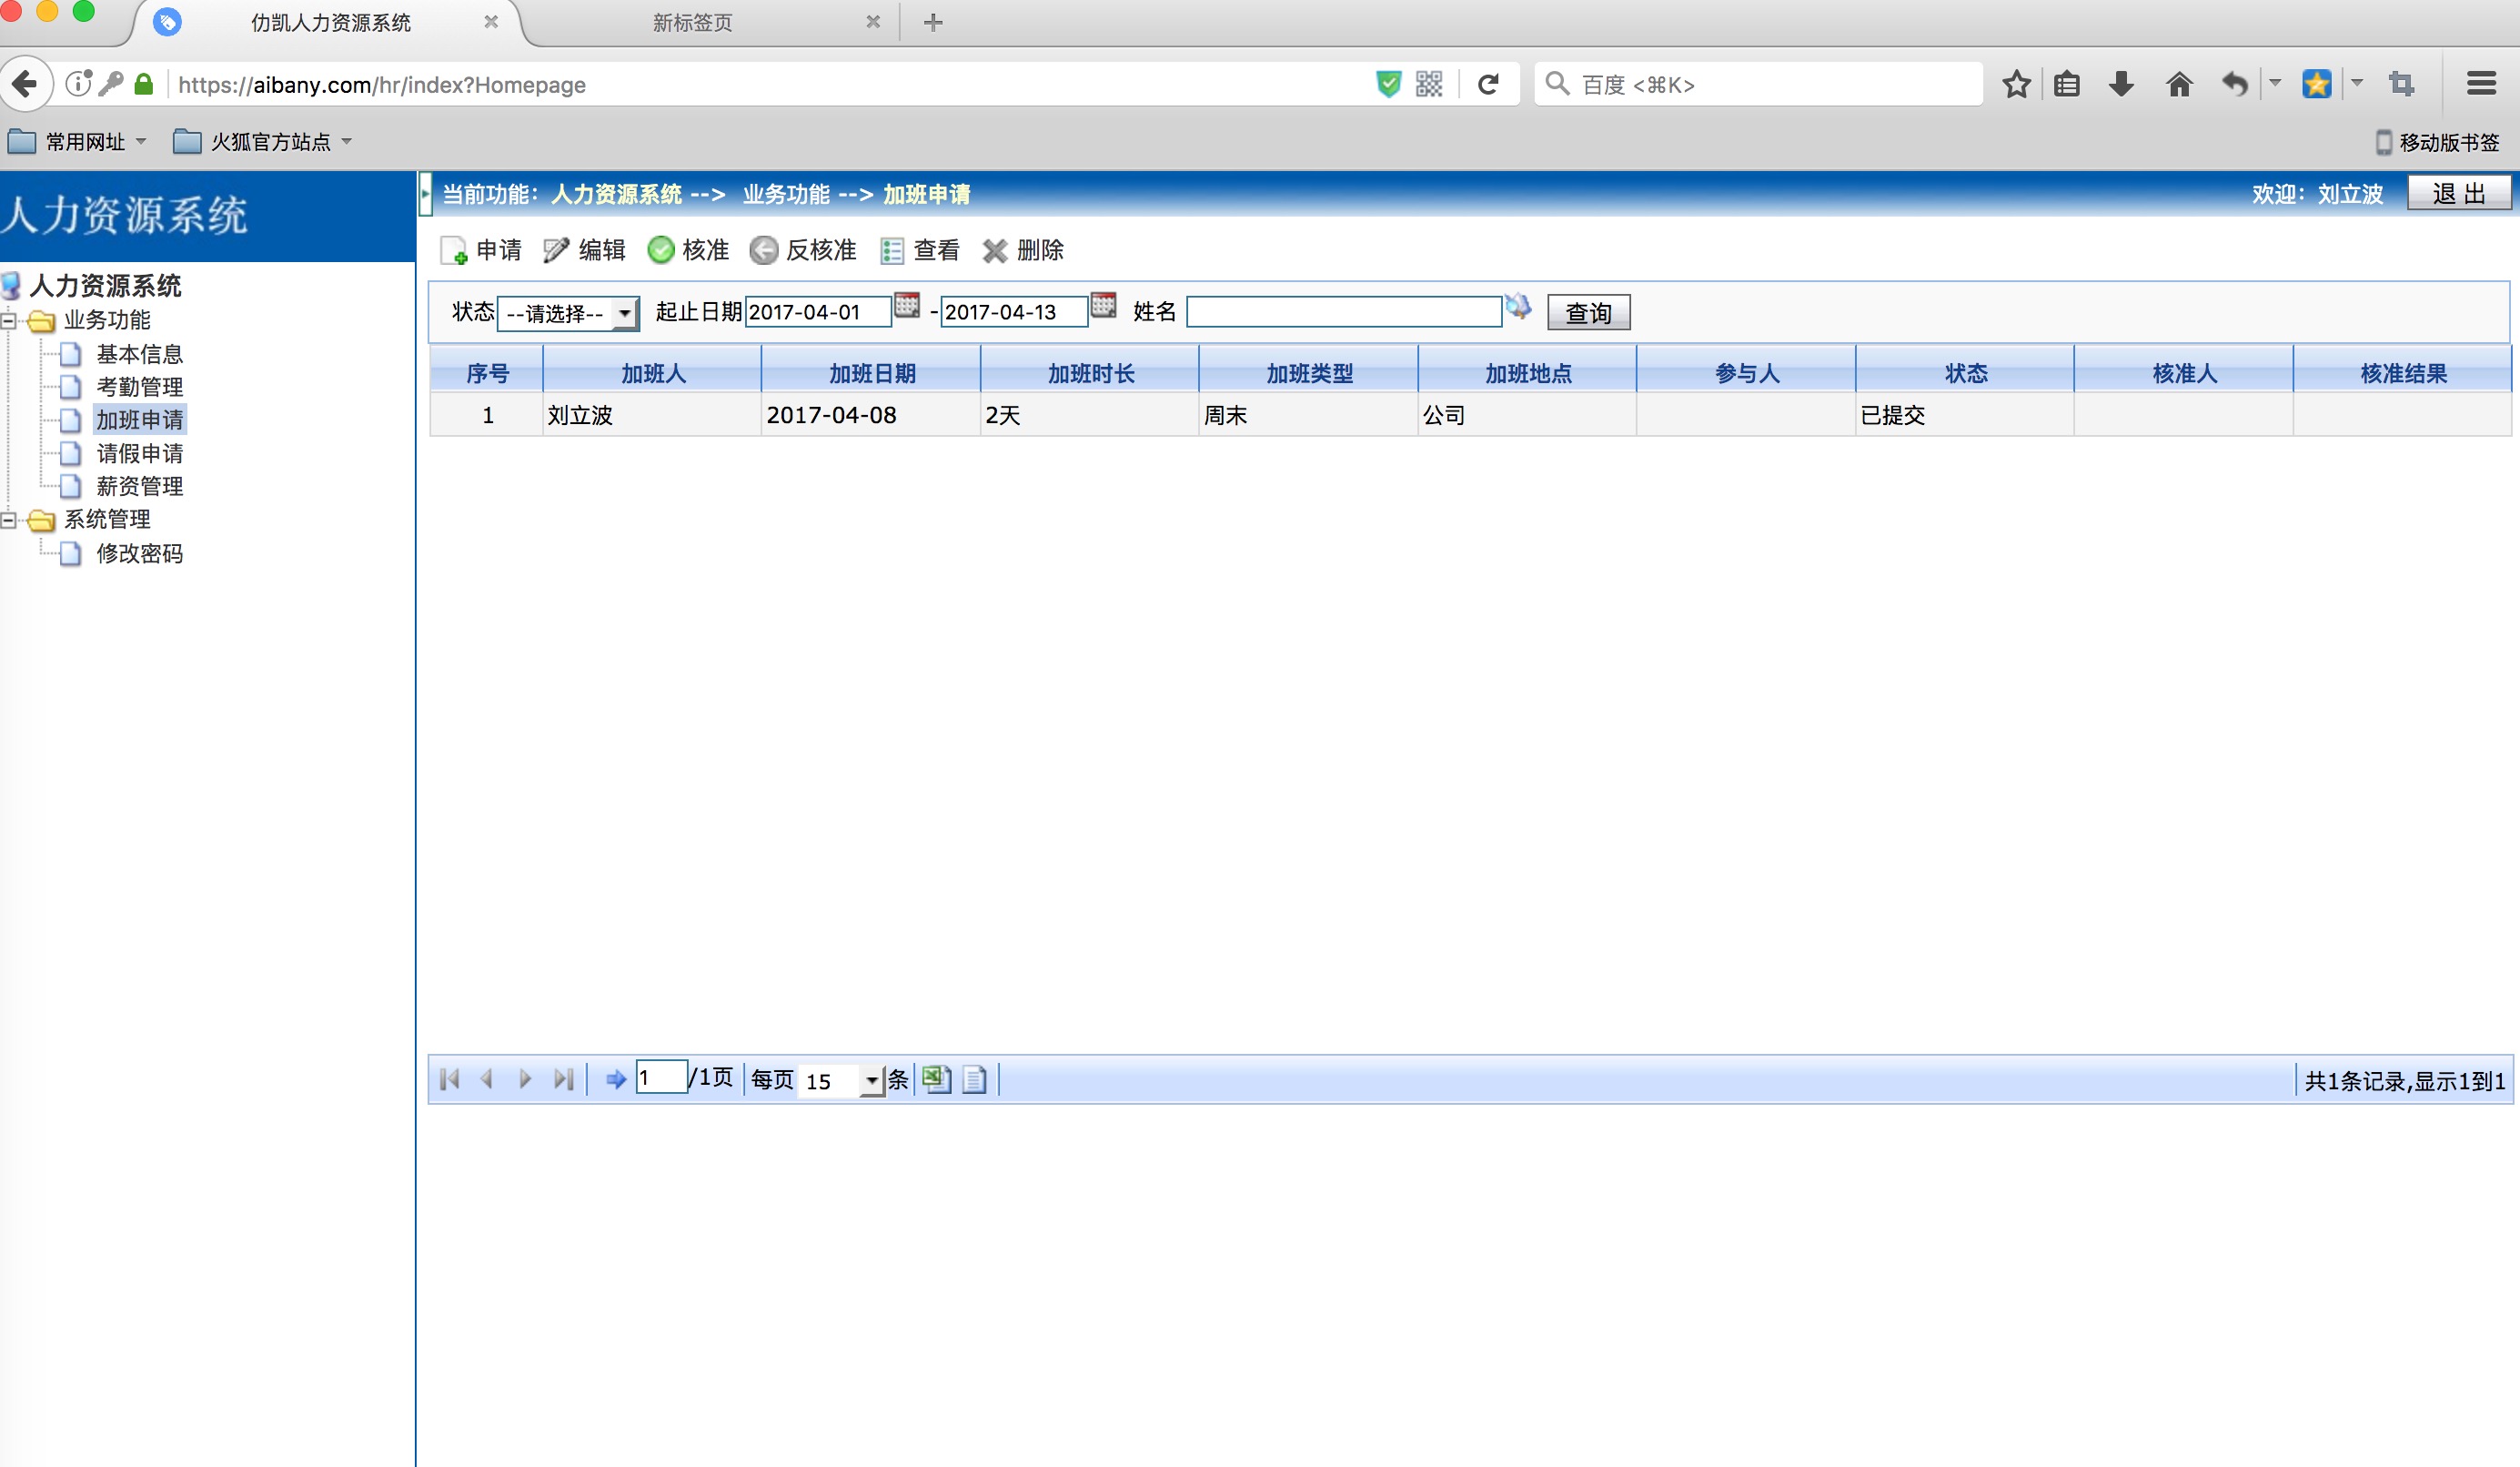 仂凯人力资源系统 新标签页
https://aibany.com/hr/index?Homepage 百度 <⌘K>
常用网址 火狐官方站点 移动版书签
人力资源系统
当前功能：人力资源系统 --> 业务功能 --> 加班申请 欢迎：刘立波 退 出
申请 编辑 核准 反核准 查看 删除
人力资源系统
业务功能
基本信息
考勤管理
加班申请
请假申请
薪资管理
系统管理
修改密码
状态 --请选择-- 起止日期 2017-04-01 - 2017-04-13 姓名 查询
序号 加班人 加班日期 加班时长 加班类型 加班地点 参与人 状态 核准人 核准结果
1 刘立波 2017-04-08 2天 周末 公司 已提交
1 /1页 每页 15 条 共1条记录,显示1到1